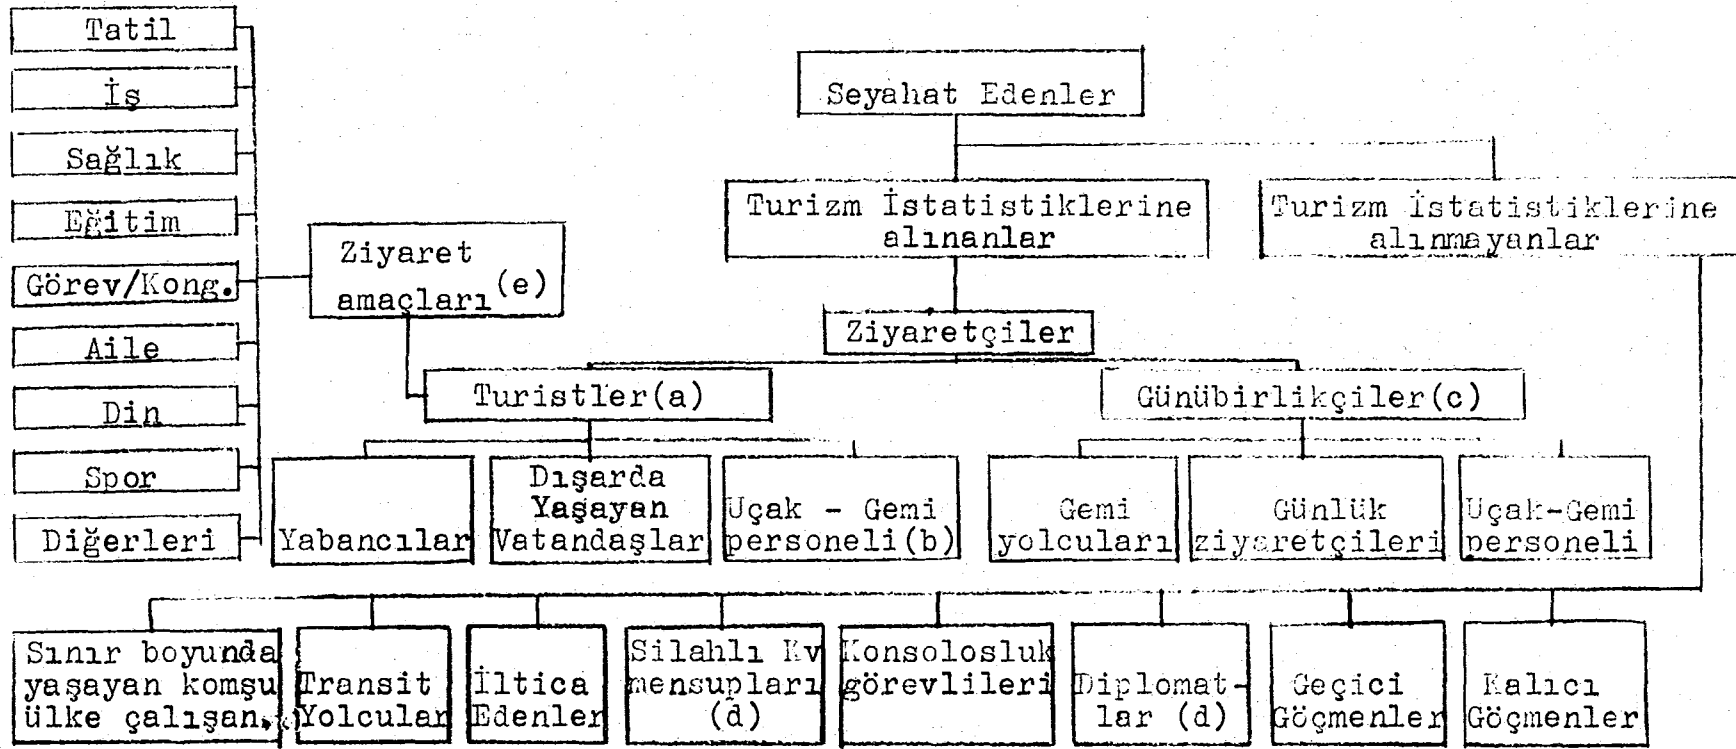 Tatil
İş
Sağlık
Eğitim
Görev/Kong.
Aile
Din
Spor
Diğerleri
Ziyaret
amaçları (e)
Seyahat Edenler
Turizm İstatistiklerine
alınanlar
Turizm İstatistiklerine
alınmayanlar
Ziyaretçiler
Turistler(a)
Günübirlikçiler(c)
Yabancılar
Dışarda
Yaşayan
Vatandaşlar
Uçak - Gemi
personeli(b)
Gemi
yolcuları
Günlük
ziyaretçileri
Uçak-Gemi
personeli
Sınır boyunda
yaşayan komşu
ülke çalışan.
Transit
Yolcular
İltica
Edenler
Silahlı Kv
mensupları
(d)
Konsolosluk
görevlileri
Diplomat-
lar (d)
Geçici
Göçmenler
Kalıcı
Göçmenler